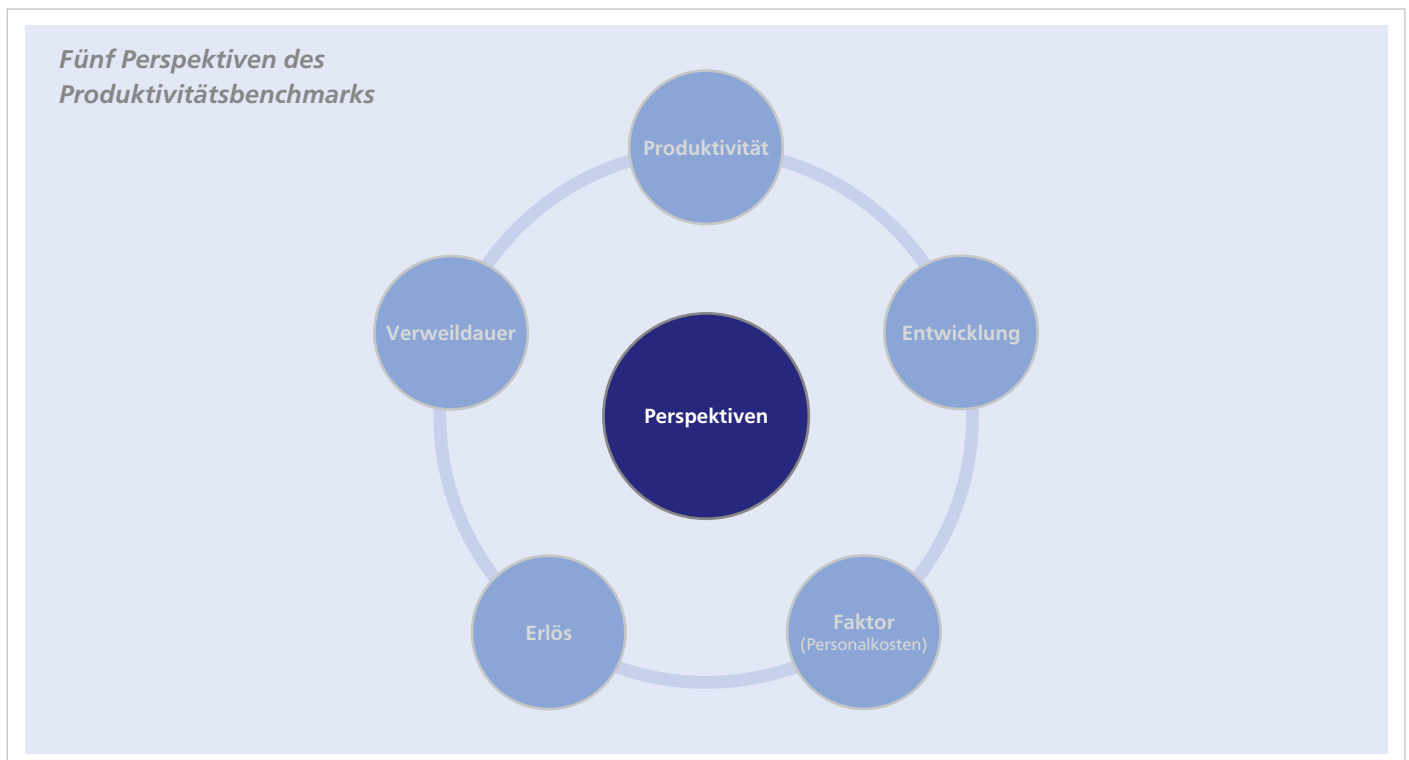 Fünf Perspektiven des
Produktivitätsbenchmarks
Produktivität
Verweildauer
Entwicklung
Perspektiven
Erlös
Faktor
(Personalkosten)